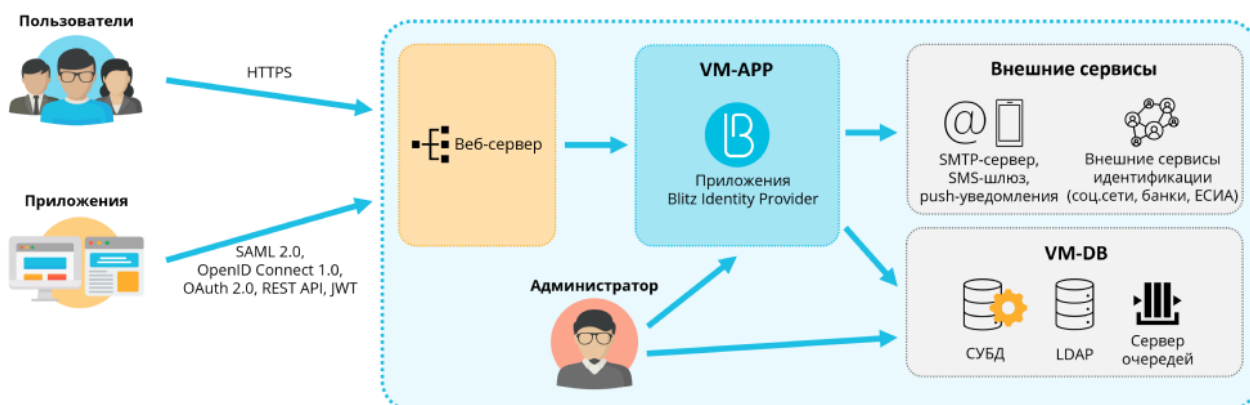 Пользователи
HTTPS
Приложения
SAML 2.0,
OpenID Connect 1.0,
OAuth 2.0, REST API, JWT
Веб-сервер
VM-APP
Приложения
Blitz Identity Provider
Администратор
Внешние сервисы
SMTP-сервер,
SMS-шлюз,
push-уведомления
Внешние сервисы
идентификации
(соц.сети, банки, ЕСИА)
VM-DB
СУБД
LDAP
Сервер
очередей